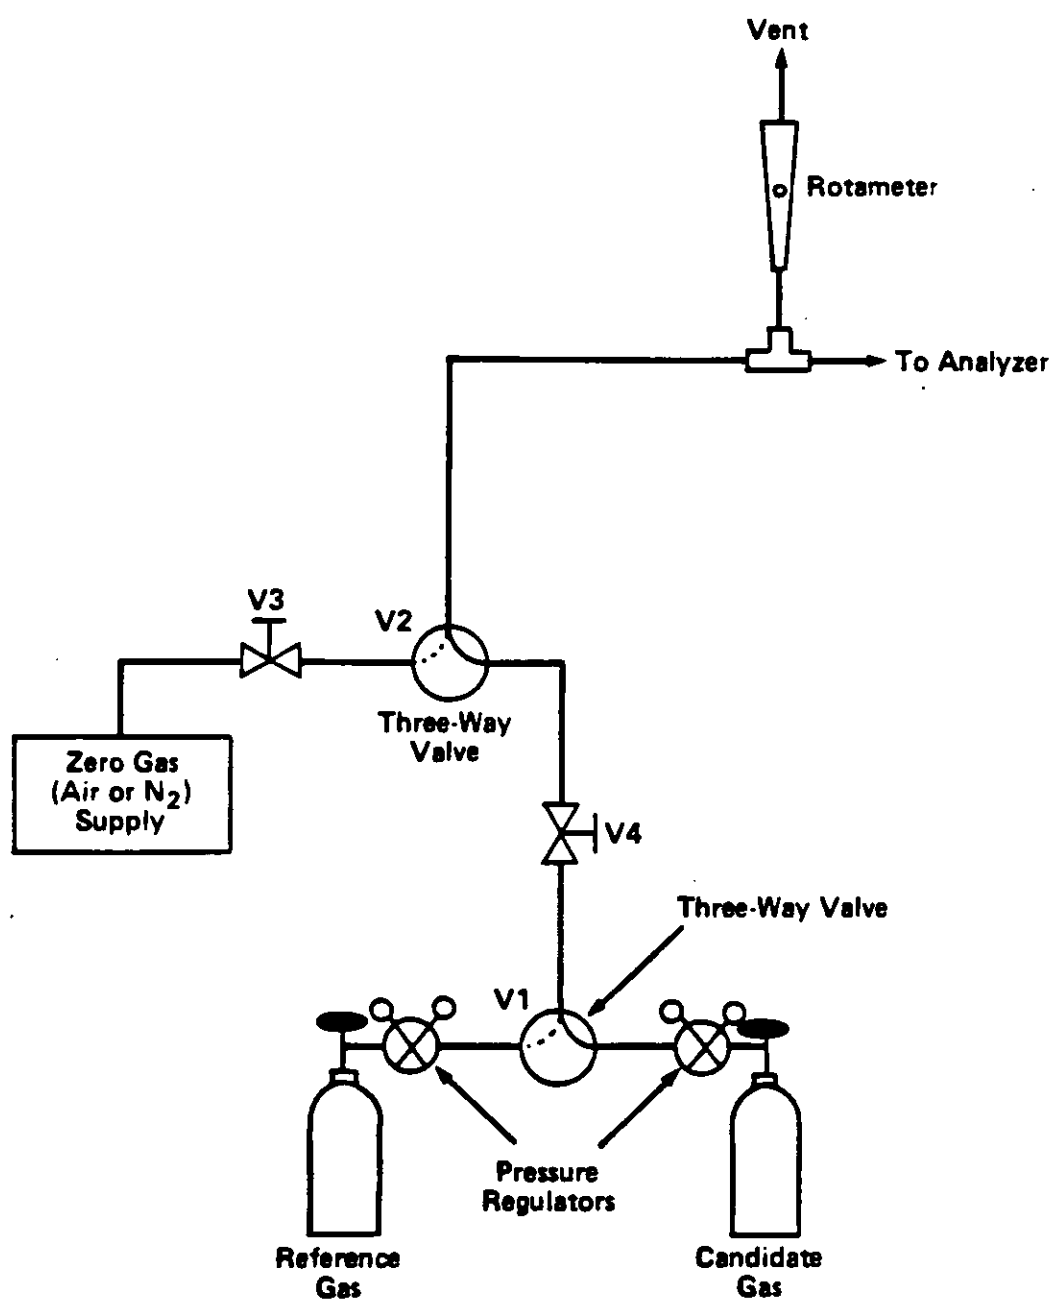 Vent
Rotameter
To Analyzer
V3
V2
Three-Way
Valve
Zero Gas
(Air or N₂)
Supply
V4
Three-Way Valve
V1
Pressure
Regulators
Reference
Gas
Candidate
Gas